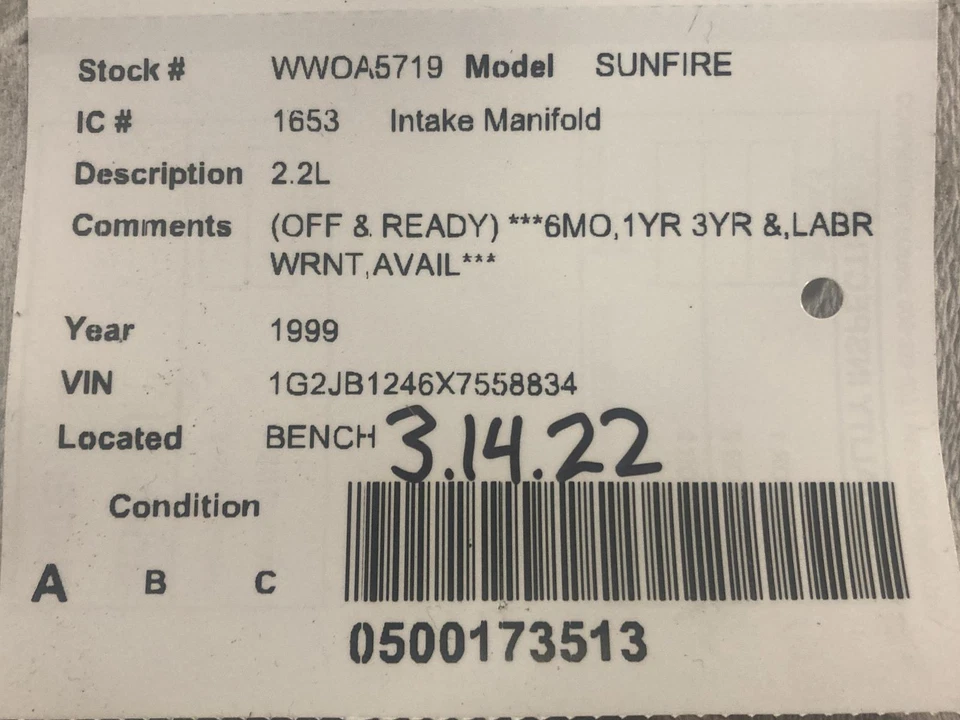 Stock # WWOA5719 Model SUNFIRE
IC # 1653 Intake Manifold
Description 2.2L
Comments (OFF & READY) ***6MO,1YR 3YR &,LABR
WRNT,AVAIL***
Year 1999
VIN 1G2JB1246X7558834
Located BENCH 3.14.22
Condition
A B C
0500173513